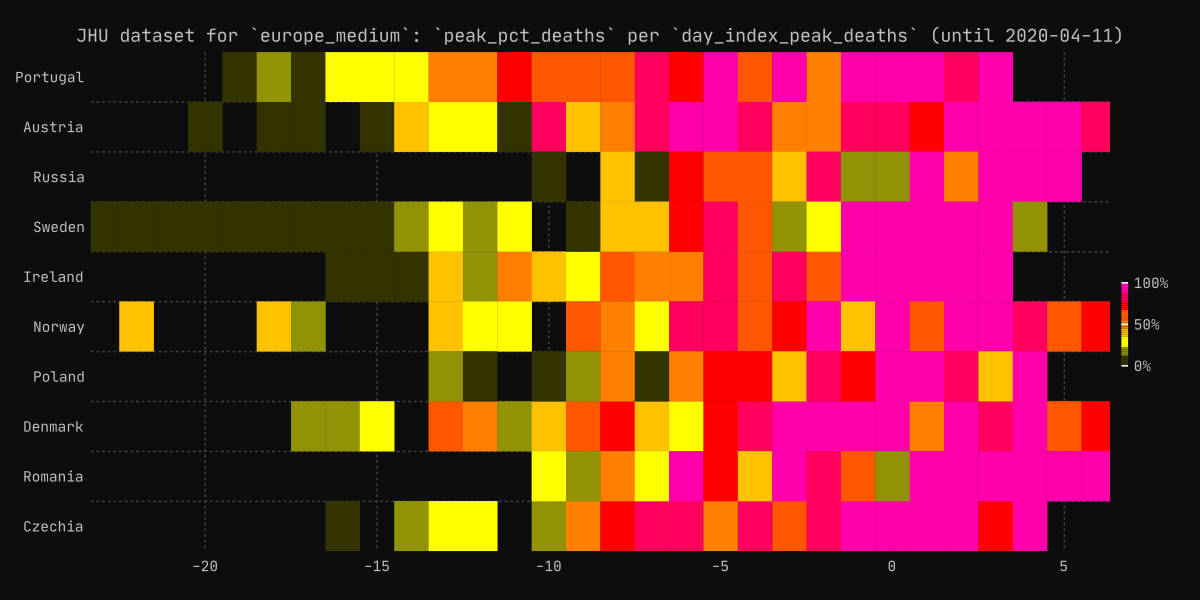 JHU dataset for `europe_medium`: `peak_pct_deaths` per `day_index_peak_deaths` (until 2020-04-11)
Portugal
Austria
Russia
Sweden
Ireland
Norway
Poland
Denmark
Romania
Czechia
100%
50%
0%
-20
-15
-10
-5
0
5